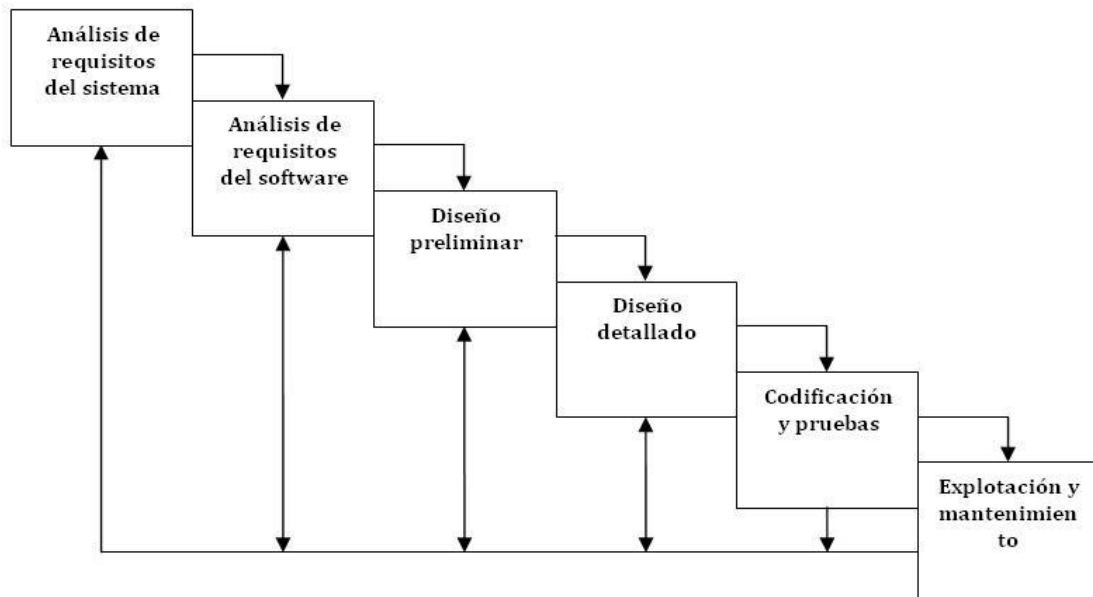 Análisis de
requisitos
del sistema
Análisis de
requisitos
del software
Diseño
preliminar
Diseño
detallado
Codificación
y pruebas
Explotación y
mantenimien
to